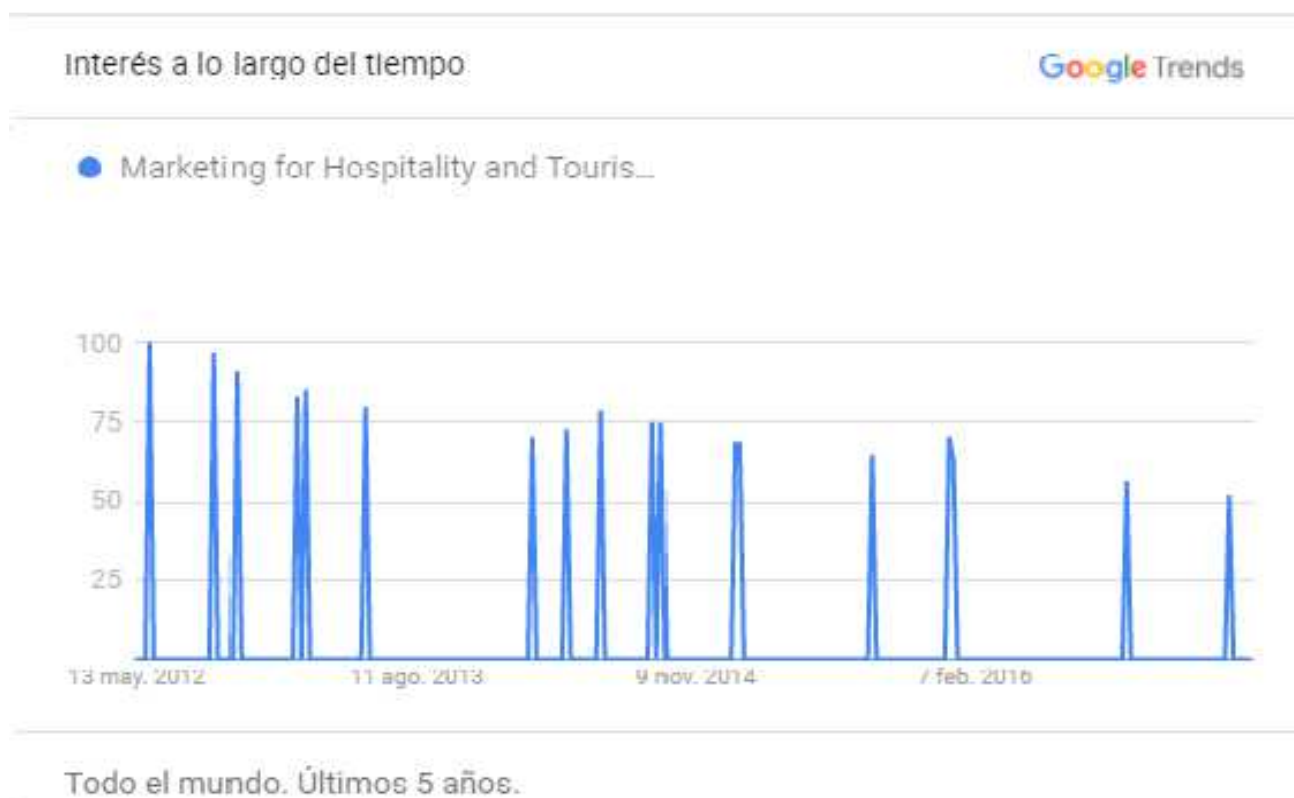 Interés a lo largo del tiempo
Google Trends
Marketing for Hospitality and Touris...
100
75
50
25
13 may. 2012
11 ago. 2013
9 nov. 2014
7 feb. 2016
Todo el mundo. Últimos 5 años.